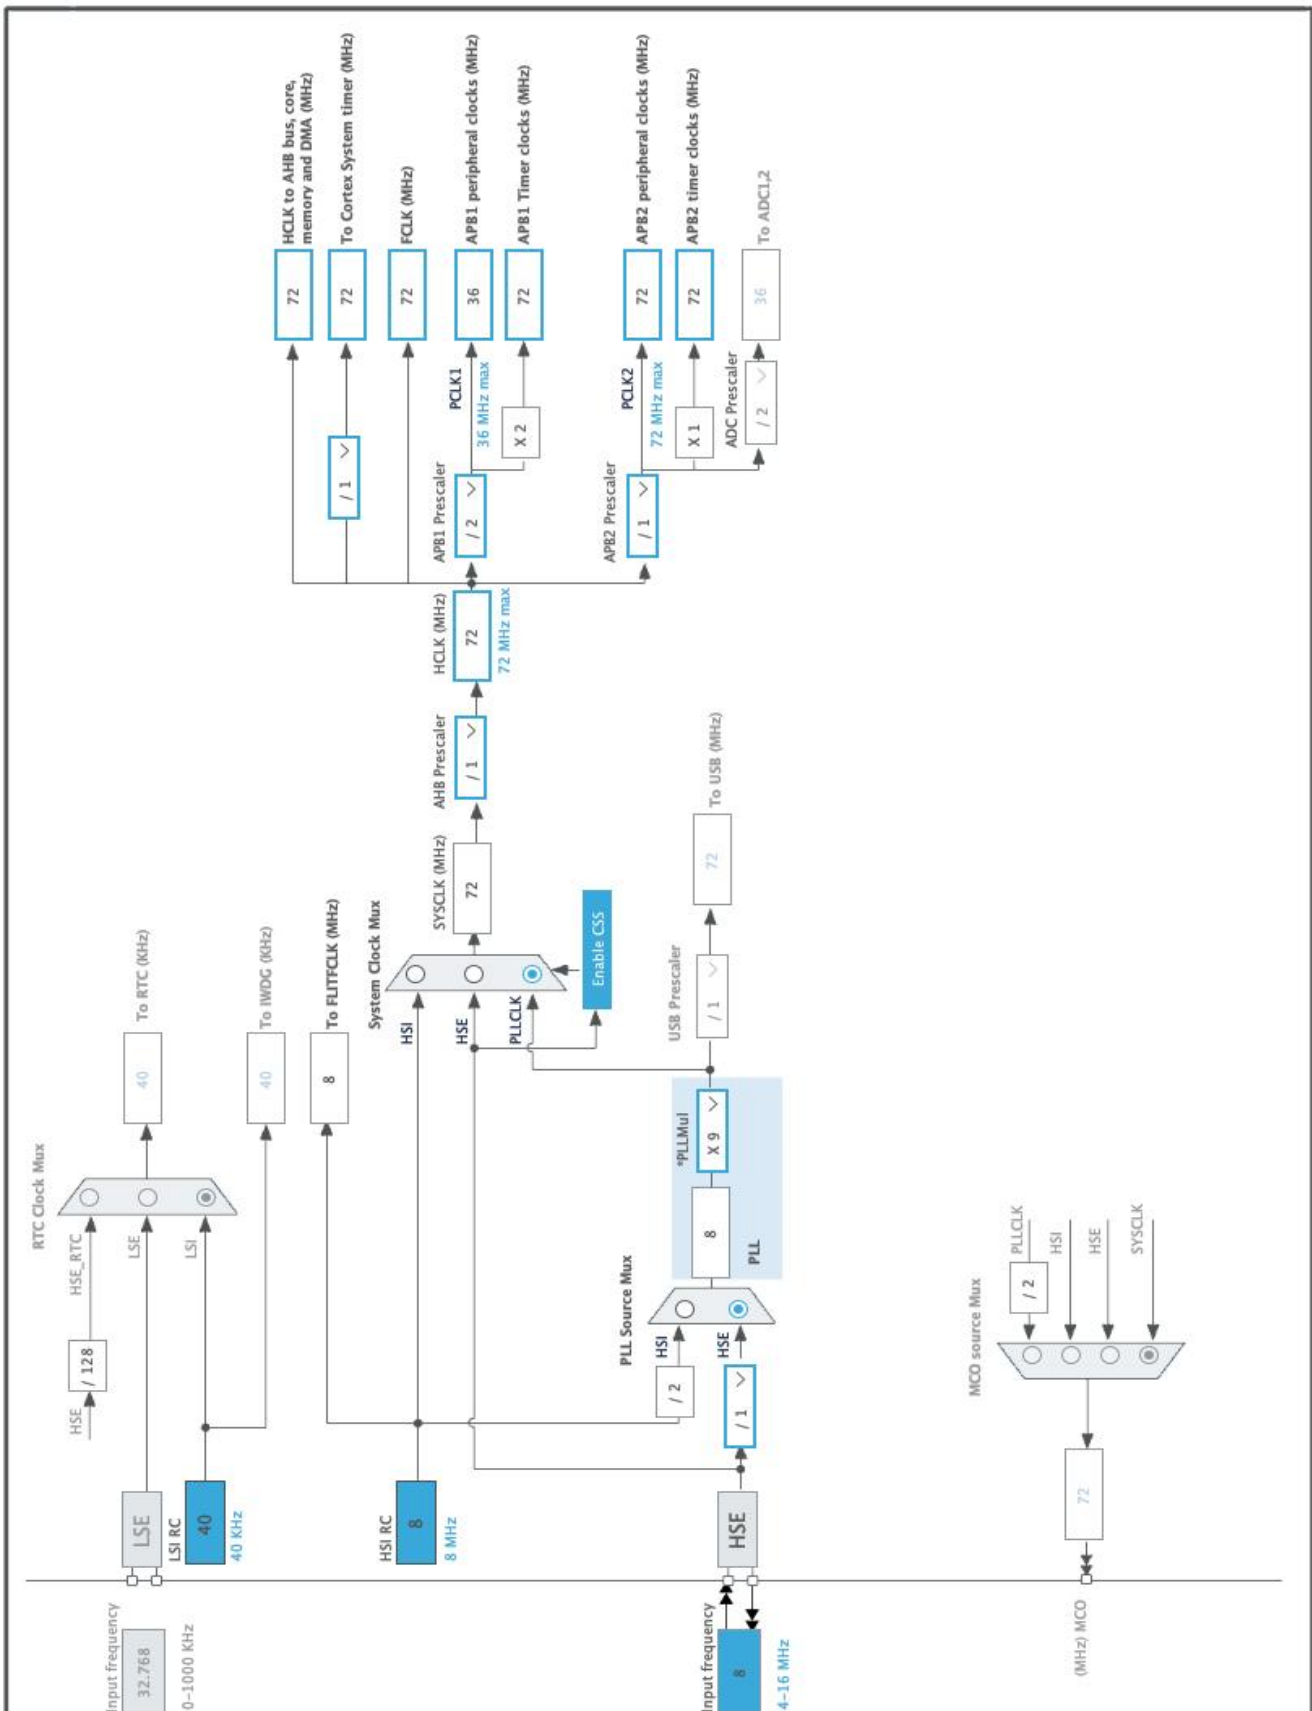 Input frequency
32.768
0-1000 KHz
LSE
LSI RC
40
40 KHz
HSE
/ 128
HSE_RTC
LSE
LSI
RTC Clock Mux
40
To RTC (KHz)
40
To IWDG (KHz)
8
To FLITFCLK (MHz)
HSI RC
8
8 MHz
System Clock Mux
HSI
HSE
PLLCLK
Enable CSS
SYSCLK (MHz)
72
AHB Prescaler
/ 1
HCLK (MHz)
72
72 MHz max
72
HCLK to AHB bus, core,
memory and DMA (MHz)
/ 1
72
To Cortex System timer (MHz)
72
FCLK (MHz)
APB1 Prescaler
/ 2
PCLK1
36 MHz max
36
APB1 peripheral clocks (MHz)
X 2
72
APB1 Timer clocks (MHz)
APB2 Prescaler
/ 1
PCLK2
72 MHz max
72
APB2 peripheral clocks (MHz)
X 1
72
APB2 timer clocks (MHz)
ADC Prescaler
/ 2
36
To ADC1,2
Input frequency
8
4-16 MHz
HSE
/ 1
/ 2
HSI
HSE
PLL Source Mux
8
*PLLMul
X 9
PLL
USB Prescaler
/ 1
72
To USB (MHz)
(MHz) MCO
72
MCO source Mux
/ 2
PLLCLK
HSI
HSE
SYSCLK